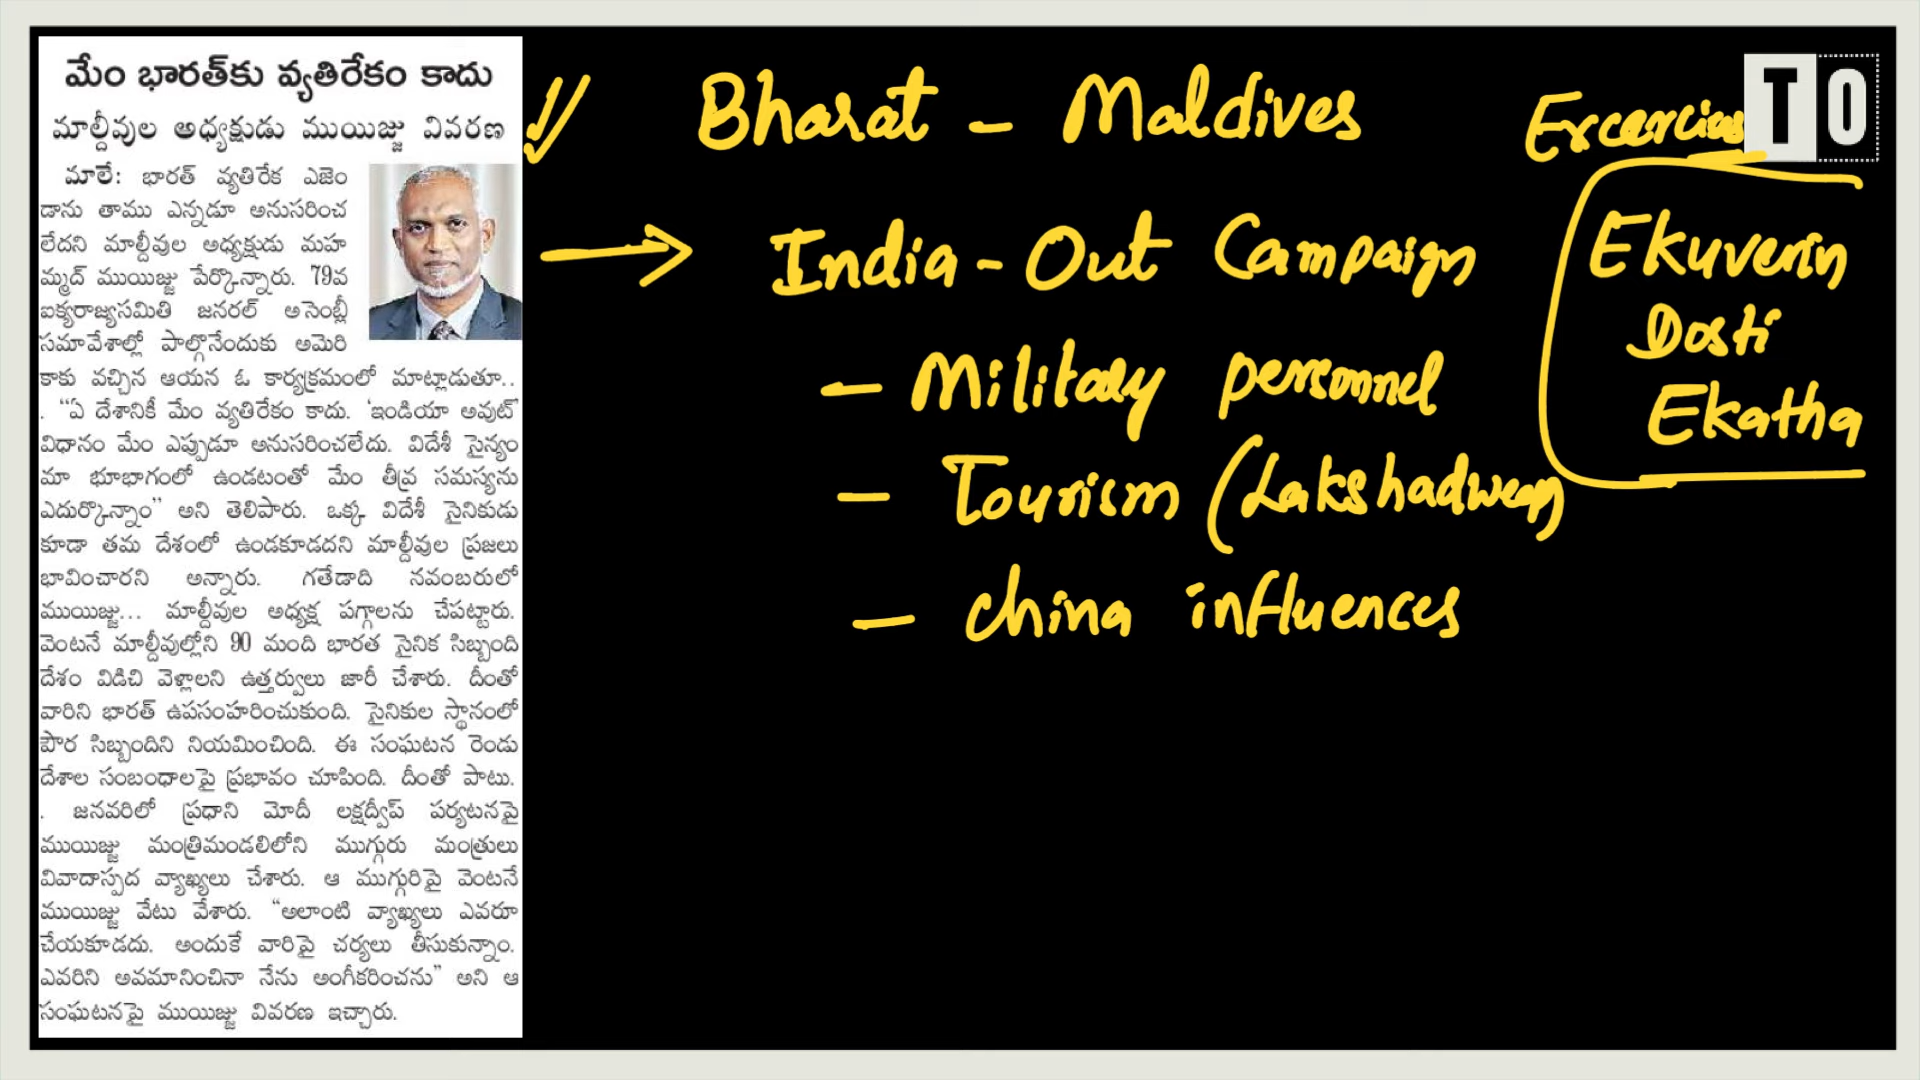 మేం భారత్‌కు వ్యతిరేకం కాదు
మాల్దీవుల అధ్యక్షుడు ముయిజ్జు వివరణ
మాలే: భారత్ వ్యతిరేక ఎజెం
డాను తాము ఎన్నడూ అనుసరించ
లేదని మాల్దీవుల అధ్యక్షుడు మహ
మ్మద్ ముయిజ్జు పేర్కొన్నారు. 79వ
ఐక్యరాజ్యసమితి జనరల్ అసెంబ్లీ
సమావేశాల్లో పాల్గొనేందుకు అమెరి
కాకు వచ్చిన ఆయన ఓ కార్యక్రమంలో మాట్లాడుతూ..
. “ఏ దేశానికీ మేం వ్యతిరేకం కాదు. ‘ఇండియా అవుట్’
విధానం మేం ఎప్పుడూ అనుసరించలేదు. విదేశీ సైన్యం
మా భూభాగంలో ఉండటంతో మేం తీవ్ర సమస్యను
ఎదుర్కొన్నాం” అని తెలిపారు. ఒక్క విదేశీ సైనికుడు
కూడా తమ దేశంలో ఉండకూడదని మాల్దీవుల ప్రజలు
భావించారని అన్నారు. గతేడాది నవంబరులో
ముయిజ్జు... మాల్దీవుల అధ్యక్ష పగ్గాలను చేపట్టారు.
వెంటనే మాల్దీవుల్లోని 90 మంది భారత సైనిక సిబ్బంది
దేశం విడిచి వెళ్లాలని ఉత్తర్వులు జారీ చేశారు. దీంతో
వారిని భారత్ ఉపసంహరించుకుంది. సైనికుల స్థానంలో
పౌర సిబ్బందిని నియమించింది. ఈ సంఘటన రెండు
దేశాల సంబంధాలపై ప్రభావం చూపింది. దీంతో పాటు.
. జనవరిలో ప్రధాని మోదీ లక్షద్వీప్ పర్యటనపై
ముయిజ్జు మంత్రిమండలిలోని ముగ్గురు మంత్రులు
వివాదాస్పద వ్యాఖ్యలు చేశారు. ఆ ముగ్గురిపై వెంటనే
ముయిజ్జు వేటు వేశారు. “అలాంటి వ్యాఖ్యలు ఎవరూ
చేయకూడదు. అందుకే వారిపై చర్యలు తీసుకున్నాం.
ఎవరిని అవమానించినా నేను అంగీకరించను” అని ఆ
సంఘటనపై ముయిజ్జు వివరణ ఇచ్చారు.
Bharat - Maldives
India - Out Campaign
- Military personnel
- Tourism (Lakshadweep)
- China influences
Excercises
Ekuverin
Dosti
Ekatha
TO